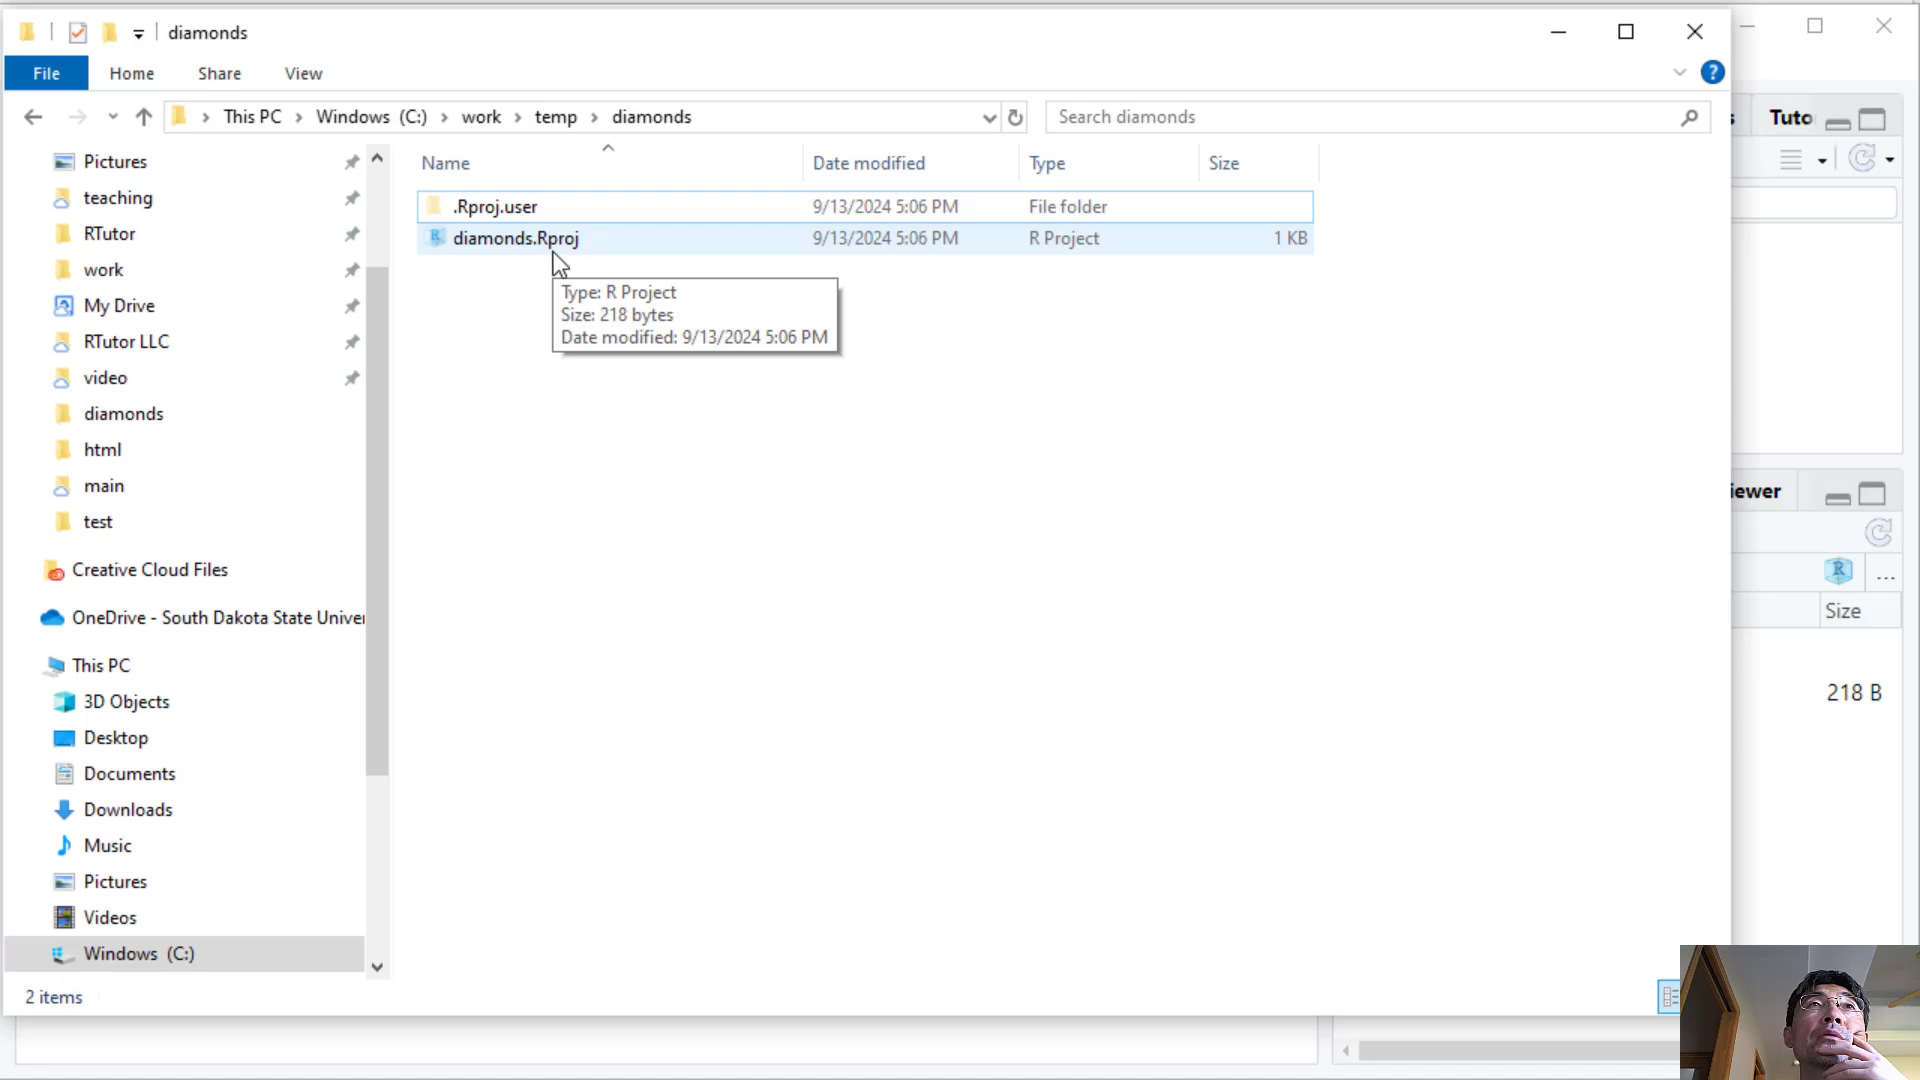 diamonds
File Home Share View
This PC Windows (C:) work temp diamonds
Search diamonds
Name Date modified Type Size
.Rproj.user 9/13/2024 5:06 PM File folder
diamonds.Rproj 9/13/2024 5:06 PM R Project 1 KB
Type: R Project
Size: 218 bytes
Date modified: 9/13/2024 5:06 PM
Pictures
teaching
RTutor
work
My Drive
RTutor LLC
video
diamonds
html
main
test
Creative Cloud Files
OneDrive - South Dakota State Univer
This PC
3D Objects
Desktop
Documents
Downloads
Music
Pictures
Videos
Windows (C:)
2 items
s Tuto
iewer
R ...
Size
218 B